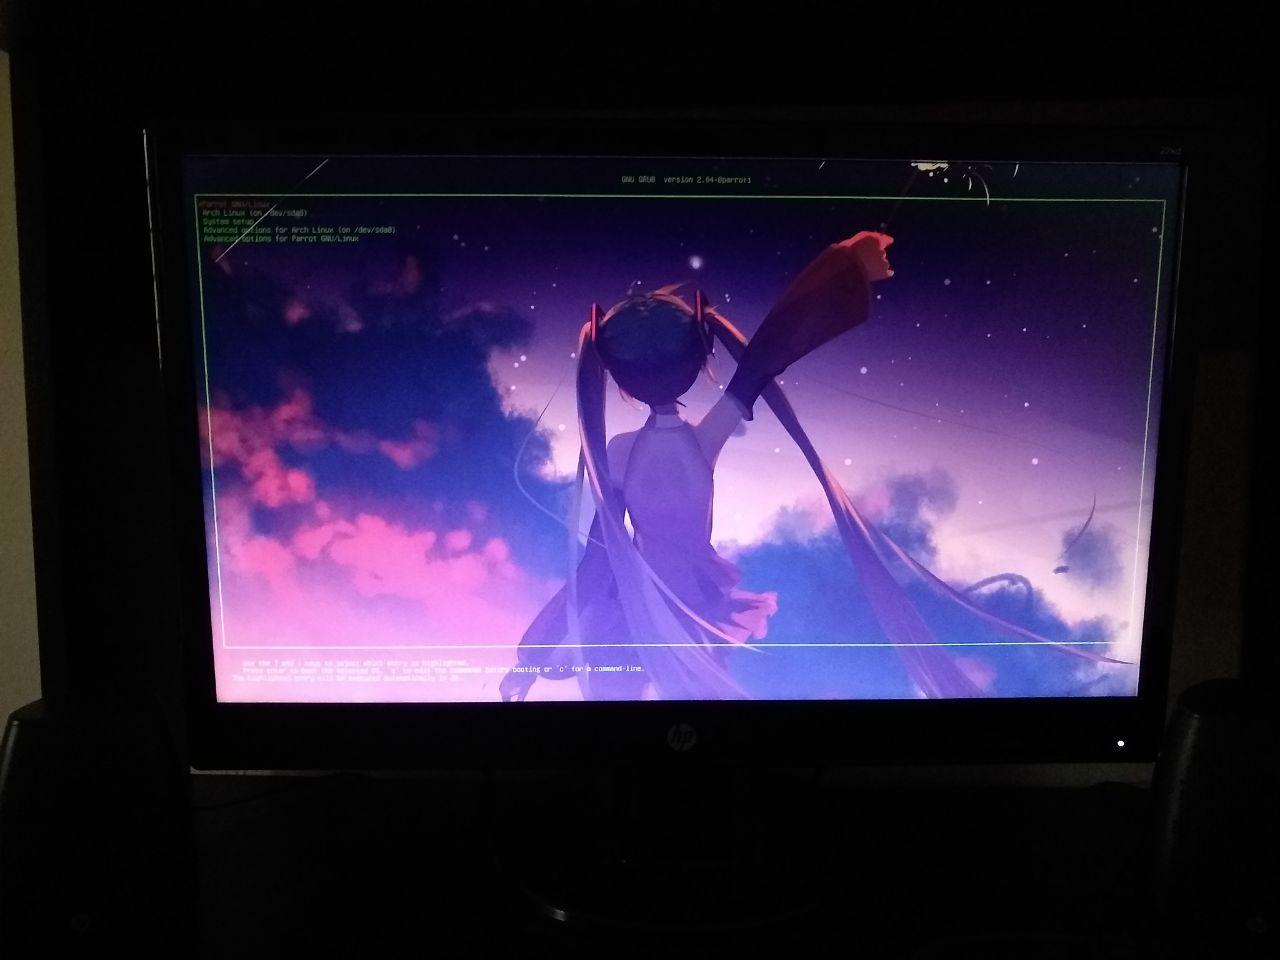 GNU GRUB version 2.04-8parrot1
*Parrot GNU/Linux
Arch Linux (on /dev/sda8)
System setup
Advanced options for Arch Linux (on /dev/sda8)
Advanced options for Parrot GNU/Linux
Use the ↑ and ↓ keys to select which entry is highlighted.
Press enter to boot the selected OS, `e' to edit the commands before booting or `c' for a command-line.
The highlighted entry will be executed automatically in
hp